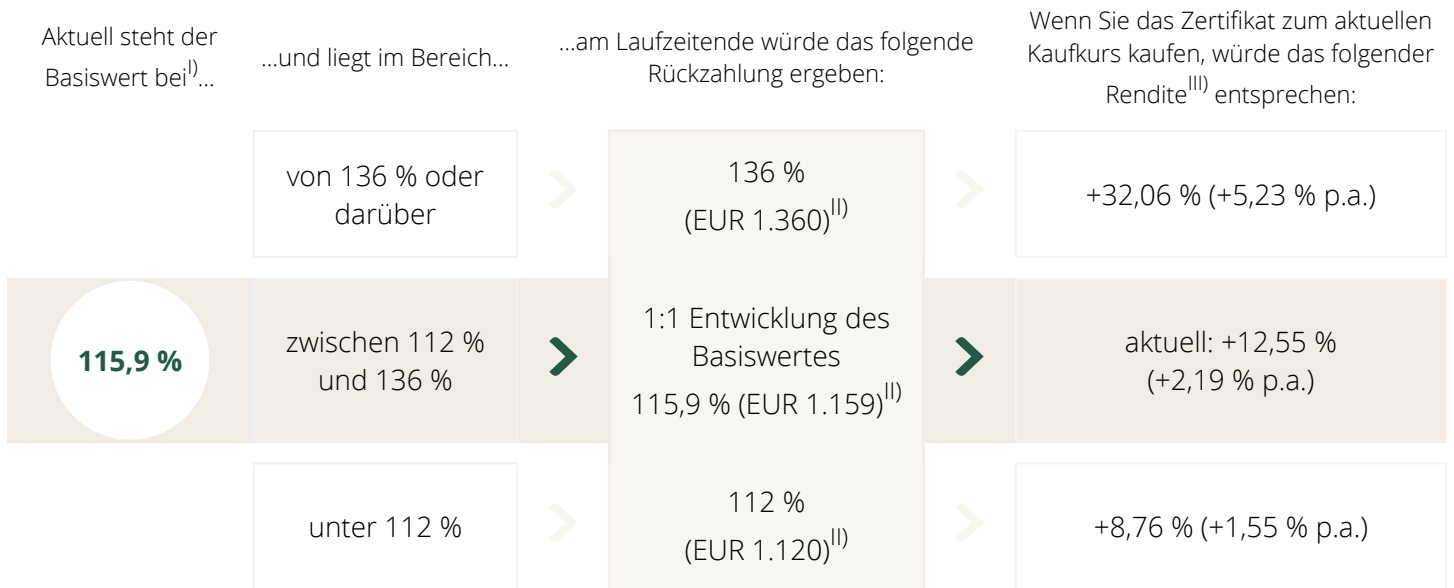 Aktuell steht der
Basiswert bei^I)...
...und liegt im Bereich...
...am Laufzeitende würde das folgende
Rückzahlung ergeben:
Wenn Sie das Zertifikat zum aktuellen
Kaufkurs kaufen, würde das folgender
Rendite^III) entsprechen:
von 136 % oder
darüber
136 %
(EUR 1.360)^II)
+32,06 % (+5,23 % p.a.)
115,9 %
zwischen 112 %
und 136 %
1:1 Entwicklung des
Basiswertes
115,9 % (EUR 1.159)^II)
aktuell: +12,55 %
(+2,19 % p.a.)
unter 112 %
112 %
(EUR 1.120)^II)
+8,76 % (+1,55 % p.a.)